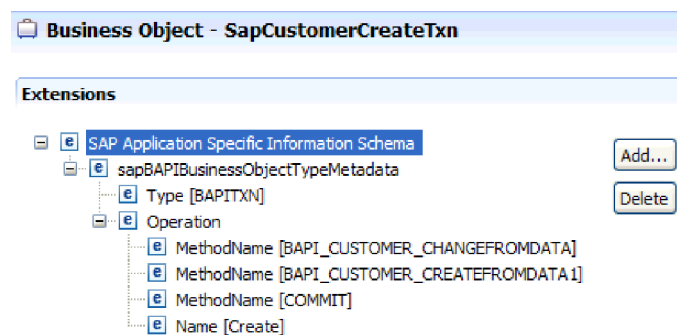 Business Object - SapCustomerCreateTxn
Extensions
SAP Application Specific Information Schema
Add...
sapBAPIBusinessObjectTypeMetadata
Type [BAPITXN]
Delete
Operation
MethodName [BAPI_CUSTOMER_CHANGEFROMDATA]
MethodName [BAPI_CUSTOMER_CREATEFROMDATA1]
MethodName [COMMIT]
Name [Create]